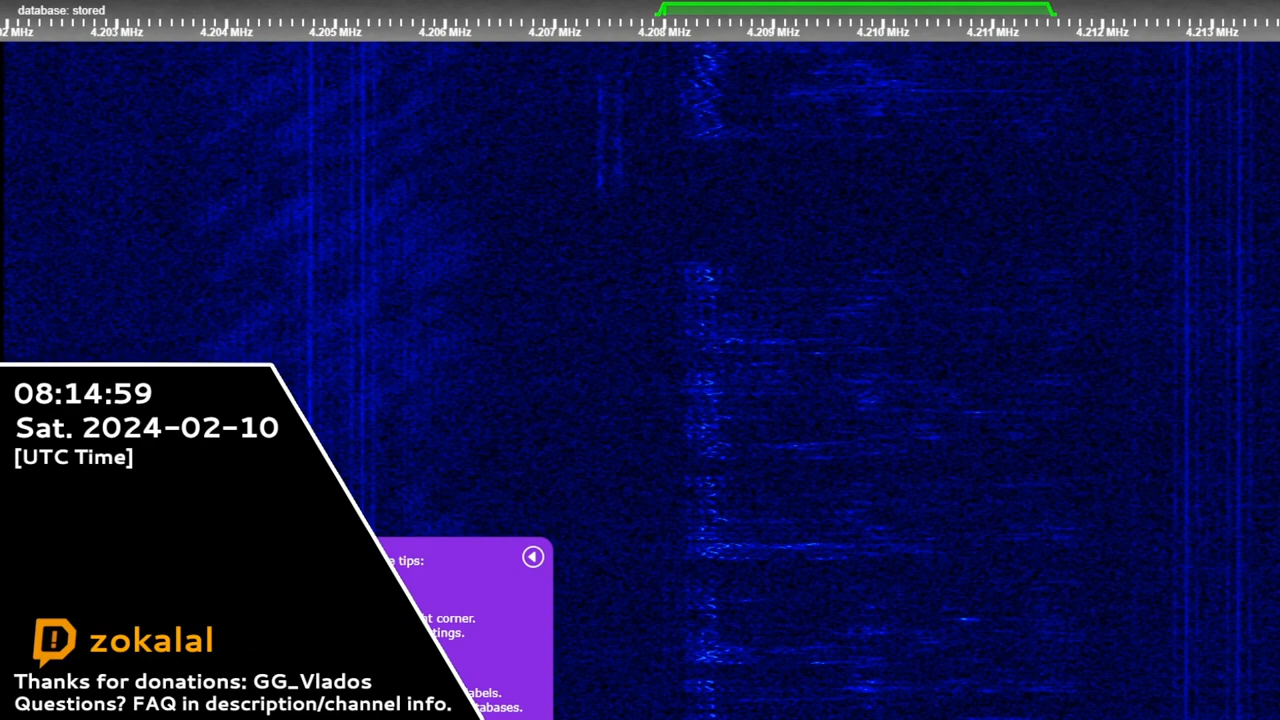 database: stored
02 MHz 4.203 MHz 4.204 MHz 4.205 MHz 4.206 MHz 4.207 MHz 4.208 MHz 4.209 MHz 4.210 MHz 4.211 MHz 4.212 MHz 4.213 MHz
08:14:59
Sat. 2024-02-10
[UTC Time]
tips:
corner.
zokalal
Thanks for donations: GG_Vlados
Questions? FAQ in description/channel info.